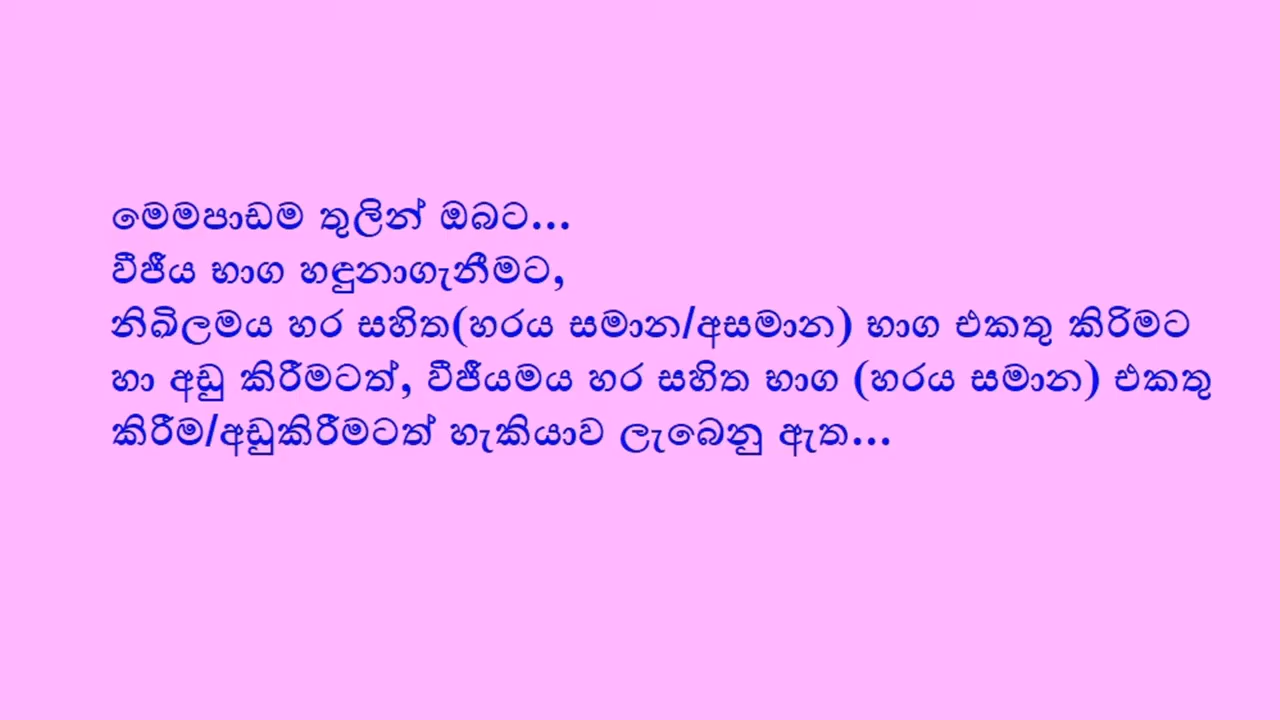 මෙමපාඩම තුලින් ඔබට...
වීජීය භාග හඳුනාගැනීමට,
නිඛිලමය හර සහිත(හරය සමාන/අසමාන) භාග එකතු කිරිමට
හා අඩු කිරීමටත්, වීජීයමය හර සහිත භාග (හරය සමාන) එකතු
කිරීම/අඩුකිරීමටත් හැකියාව ලැබෙනු ඇත...